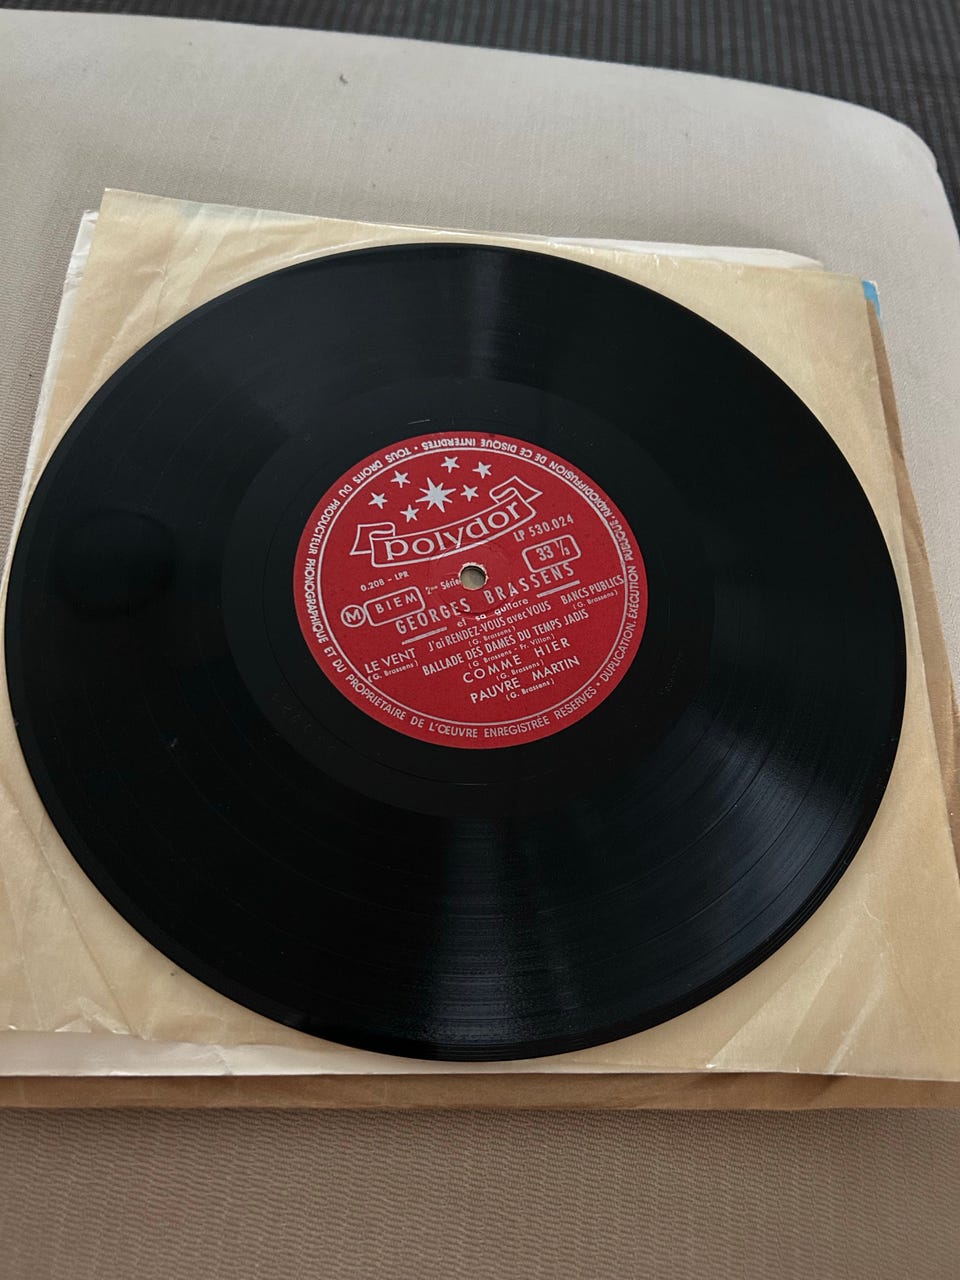 TOUS DROITS DU PRODUCTEUR PHONOGRAPHIQUE ET DU PROPRIETAIRE DE L'ŒUVRE ENREGISTRÉE RESERVES • DUPLICATION. EXECUTION PUBLIQUE. RADIODIFFUSION DE CE DISQUE INTERDITES •
Polydor
LP 530.024
33 ⅓
0.208 - LPR
M BIEM 2me Série
GEORGES BRASSENS
et sa guitare
LE VENT J'ai RENDEZ-VOUS avec VOUS BANCS PUBLICS
(G. Brassens) (G. Brassens) (G. Brassens)
BALLADE DES DAMES DU TEMPS JADIS
(G. Brassens - Fr. Villon)
COMME HIER
(G. Brassens)
PAUVRE MARTIN
(G. Brassens)